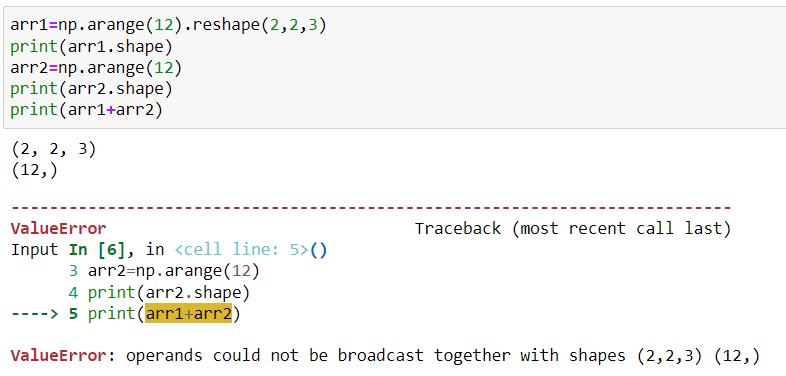 arr1=np.arange(12).reshape(2,2,3)
print(arr1.shape)
arr2=np.arange(12)
print(arr2.shape)
print(arr1+arr2)
(2, 2, 3)
(12,)
---------------------------------------------------------------------------
ValueError                                Traceback (most recent call last)
Input In [6], in <cell line: 5>()
      3 arr2=np.arange(12)
      4 print(arr2.shape)
----> 5 print(arr1+arr2)
ValueError: operands could not be broadcast together with shapes (2,2,3) (12,)